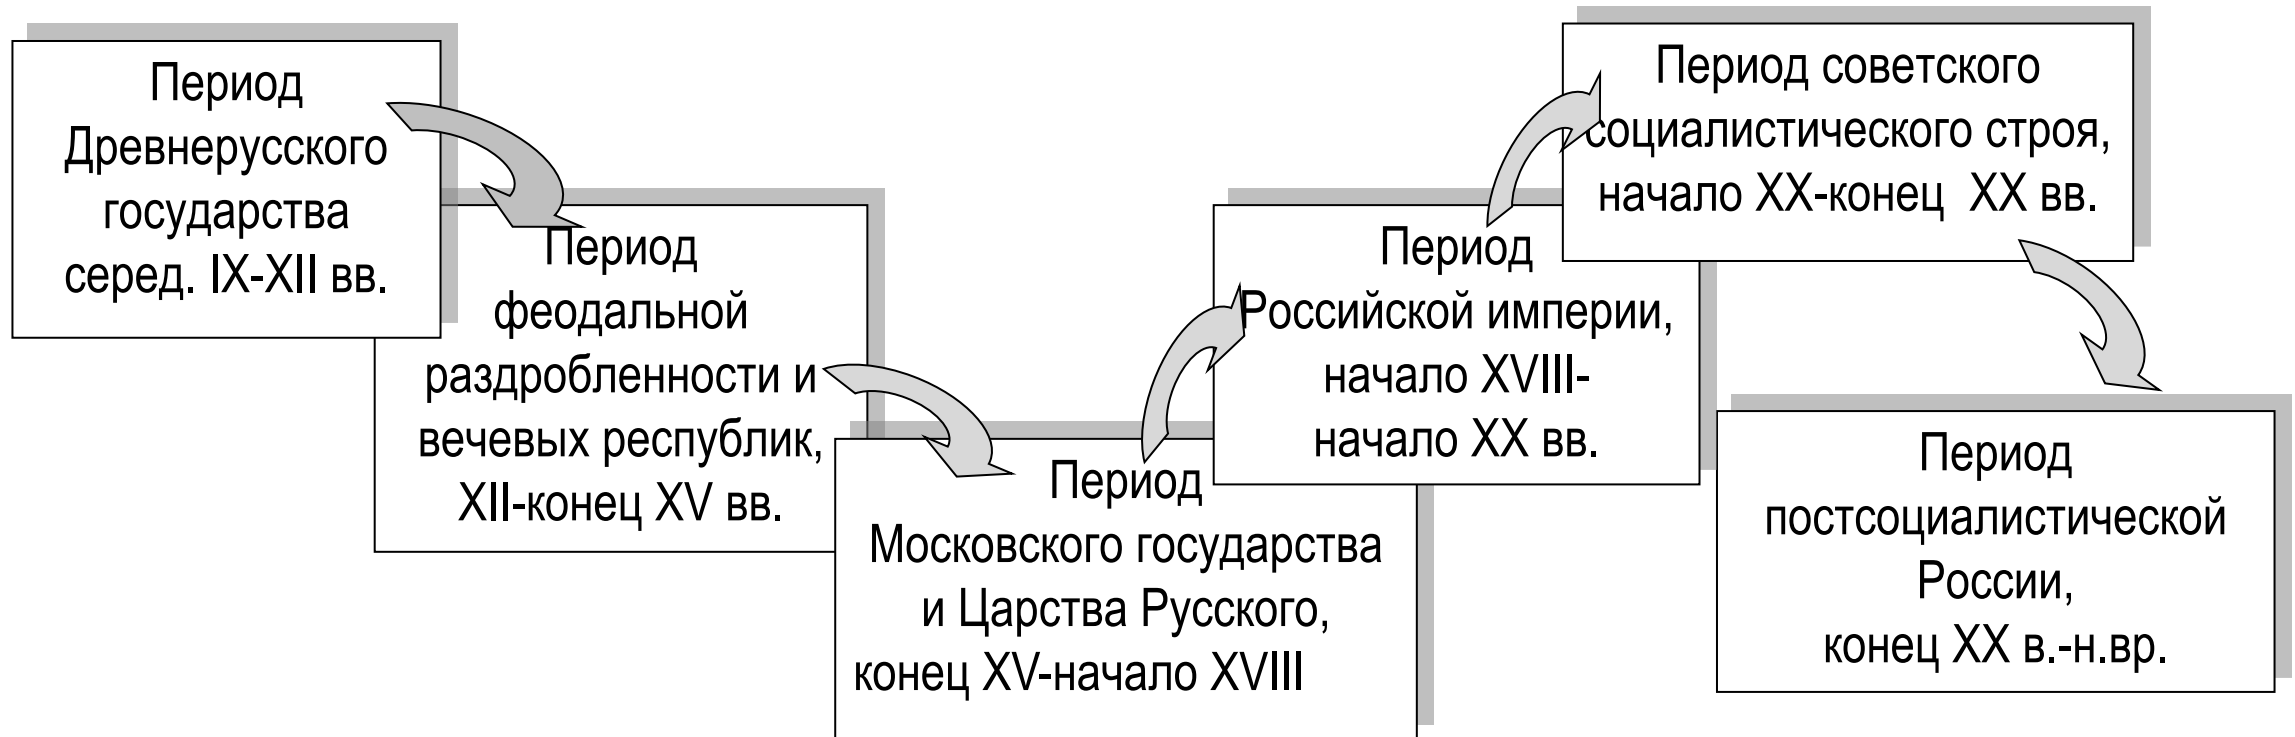 Период
Древнерусского
государства
серед. IX-XII вв.
Период
феодальной
раздробленности и
вечевых республик,
XII-конец XV вв.
Период
Московского государства
и Царства Русского,
конец XV-начало XVIII
Период
Российской империи,
начало XVIII-
начало XX вв.
Период советского
социалистического строя,
начало XX-конец XX вв.
Период
постсоциалистической
России,
конец XX в.-н.вр.